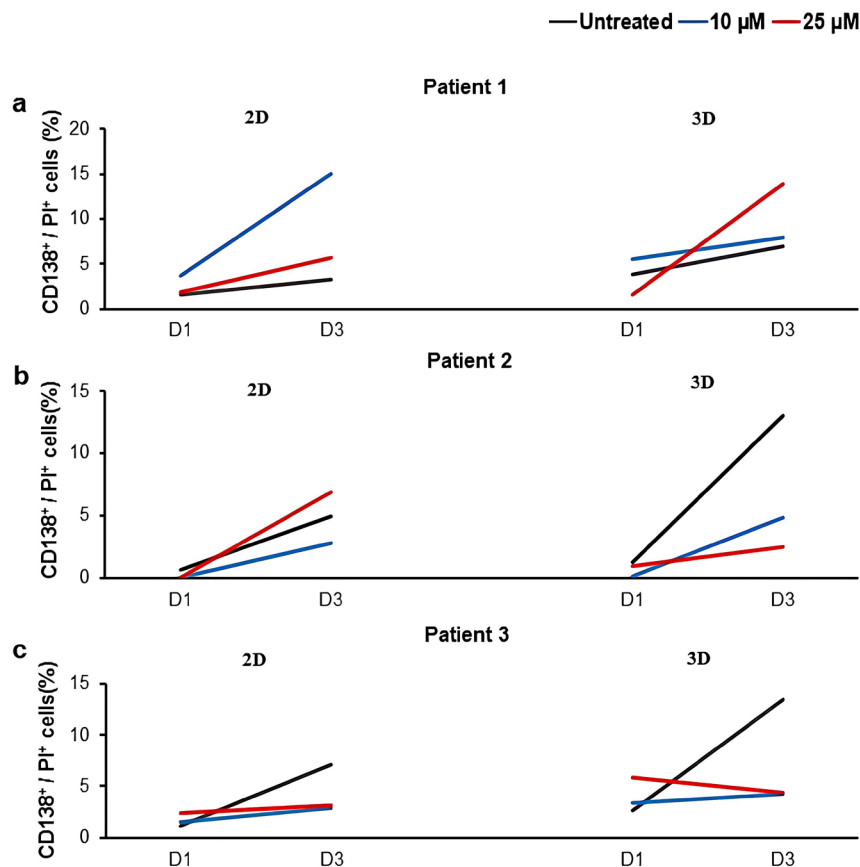 Untreated 10 µM 25 µM
Patient 1
a
2D 3D
CD138⁺ / PI⁺ cells (%)
20
15
10
5
0
D1 D3 D1 D3
Patient 2
b
2D 3D
CD138⁺ / PI⁺ cells(%)
15
10
5
0
D1 D3 D1 D3
Patient 3
c
2D 3D
CD138⁺ / PI⁺ cells(%)
15
10
5
0
D1 D3 D1 D3